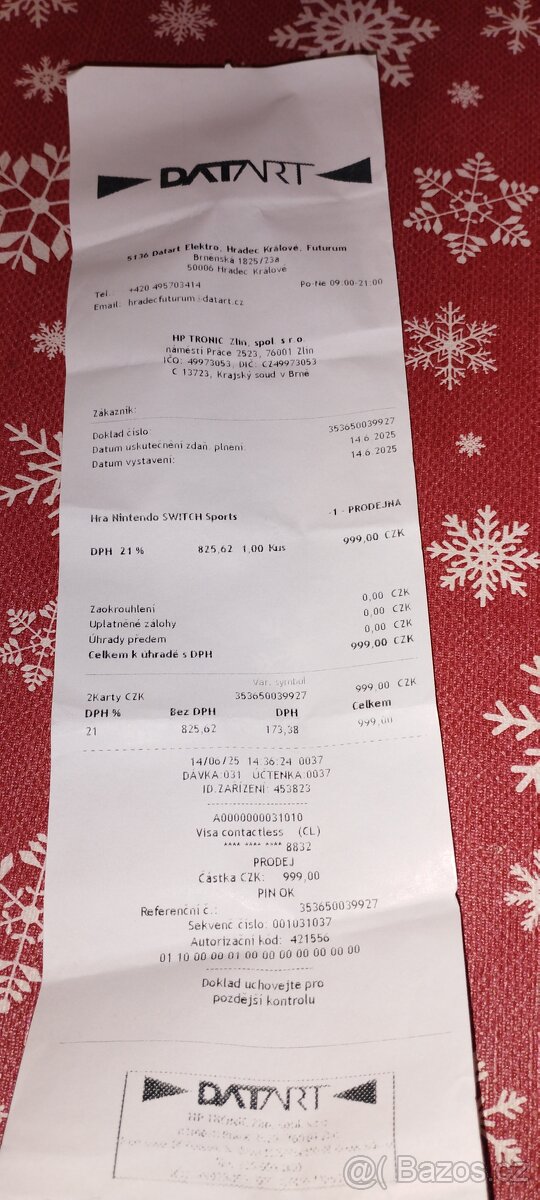 DATART
5136 Datart Elektro, Hradec Králové, Futurum
Brněnská 1825/23a
50006 Hradec Králové
Tel: +420 495703414 Po-Ne 09:00-21:00
Email: hradecfuturum@datart.cz
HP TRONIC Zlín, spol. s r.o.
náměstí Práce 2523, 76001 Zlín
IČO: 49973053, DIČ: CZ49973053
C 13723, Krajský soud v Brně
Zákazník:
Doklad číslo: 353650039927
Datum uskutečnění zdaň. plnění: 14.6.2025
Datum vystavení: 14.6.2025
Hra Nintendo SWITCH Sports -1 - PRODEJNA
DPH 21 % 825,62 1,00 Kus 999,00 CZK
Zaokrouhlení 0,00 CZK
Uplatněné zálohy 0,00 CZK
Úhrady předem 0,00 CZK
Celkem k úhradě s DPH 999,00 CZK
Var. symbol
2Karty CZK 353650039927 999,00 CZK
DPH % Bez DPH DPH Celkem
21 825,62 173,38 999,00
14/06/25 14:36:24 0037
DÁVKA:031 ÚČTENKA:0037
ID.ZAŘÍZENÍ: 453823
A0000000031010
Visa contactless (CL)
**** **** **** 8832
PRODEJ
Částka CZK: 999,00
PIN OK
Referenční č.: 353650039927
Sekvenč číslo: 001031037
Autorizační kód: 421556
01 10 00 00 01 00 00 00 00 00 00 00
Doklad uchovejte pro
pozdější kontrolu
DATART
Bazos.cz